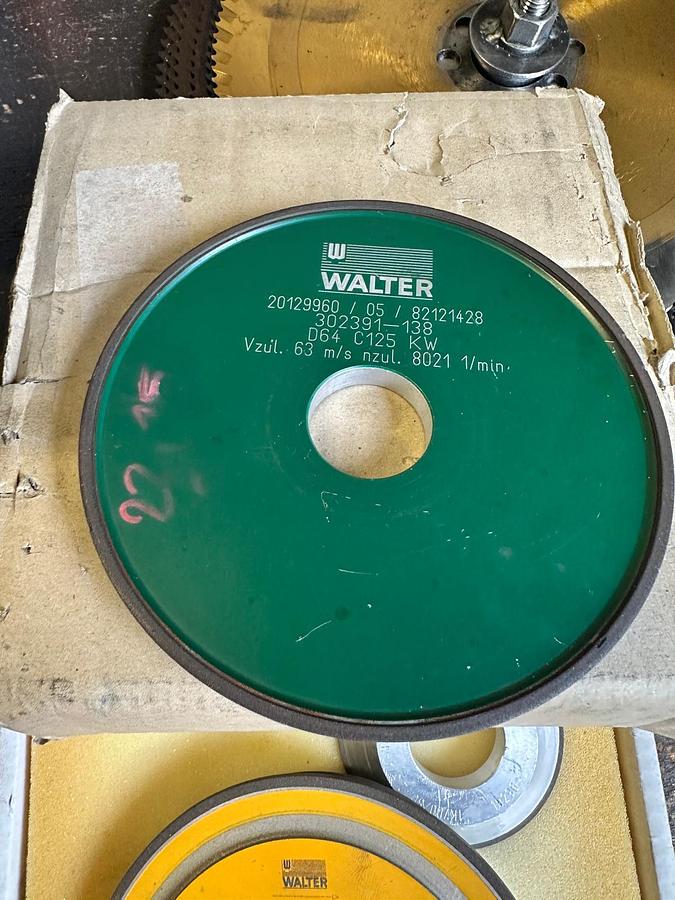 W
WALTER
20129960 / 05 / 82121428
302391-138
D64 C125 KW
Vzul. 63 m/s nzul. 8021 1/min
W
WALTER